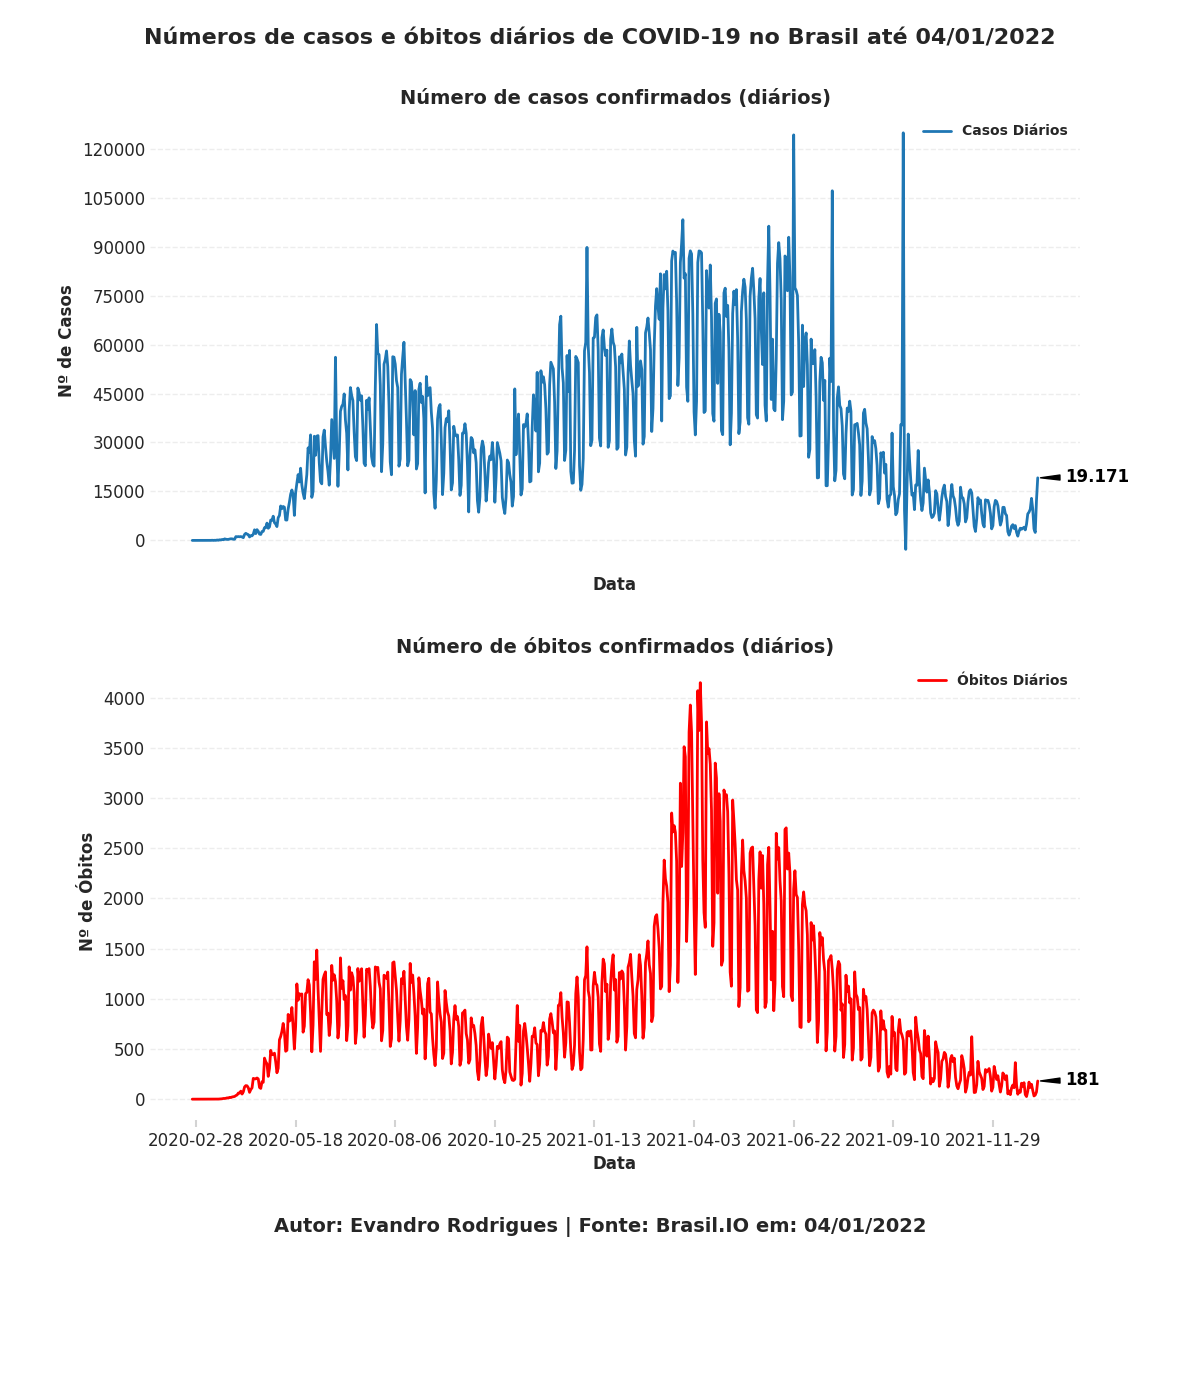 Números de casos e óbitos diários de COVID-19 no Brasil até 04/01/2022
Número de casos confirmados (diários)
Casos Diários
120000
105000
90000
75000
60000
45000
30000
15000
0
Nº de Casos
19.171
Data
Número de óbitos confirmados (diários)
Óbitos Diários
4000
3500
3000
2500
2000
1500
1000
500
0
Nº de Óbitos
181
2020-02-28 2020-05-18 2020-08-06 2020-10-25 2021-01-13 2021-04-03 2021-06-22 2021-09-10 2021-11-29
Data
Autor: Evandro Rodrigues | Fonte: Brasil.IO em: 04/01/2022